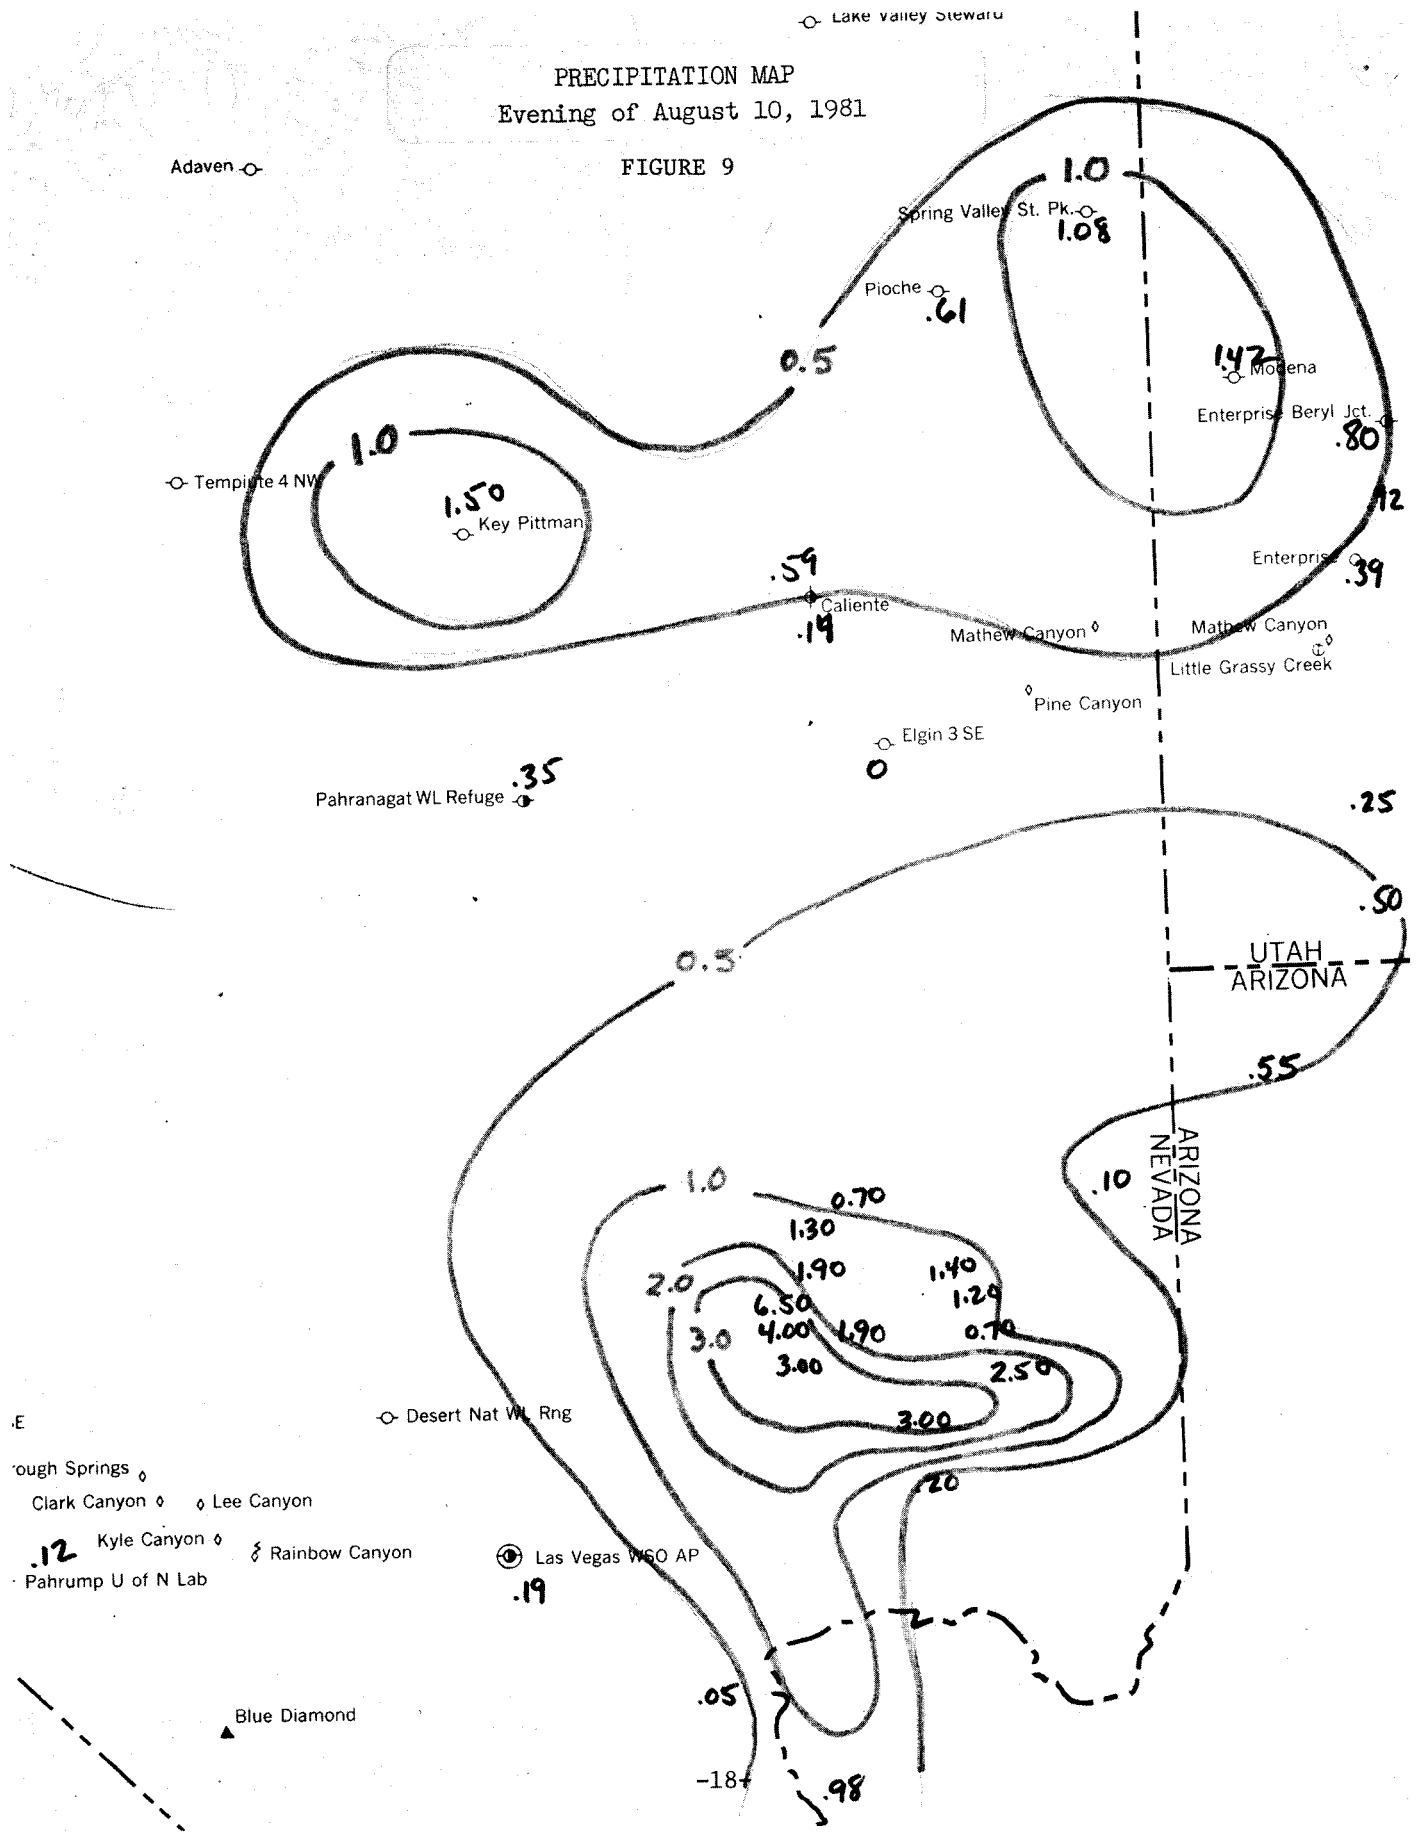 Lake Valley Steward
PRECIPITATION MAP
Evening of August 10, 1981
FIGURE 9
Adaven
1.0
Spring Valley St. Pk.
1.08
Pioche
.61
0.5
1.42
Modena
Enterprise Beryl Jct.
.80
1.0
Tempiute 4 NW
1.50
Key Pittman
.12
Enterprise
.39
.59
Caliente
.19
Mathew Canyon
Mathew Canyon
Little Grassy Creek
Pine Canyon
Elgin 3 SE
0
.35
Pahranagat WL Refuge
.25
.50
0.5
UTAH
ARIZONA
.55
ARIZONA
NEVADA
.10
1.0
0.70
1.30
1.90
1.40
2.0
6.50
1.20
3.0
4.00
1.90
0.70
3.00
2.50
3.00
Desert Nat WL Rng
E
ough Springs
.20
Clark Canyon
Lee Canyon
.12
Kyle Canyon
Rainbow Canyon
Las Vegas WSO AP
Pahrump U of N Lab
.19
.05
Blue Diamond
-18-
.98